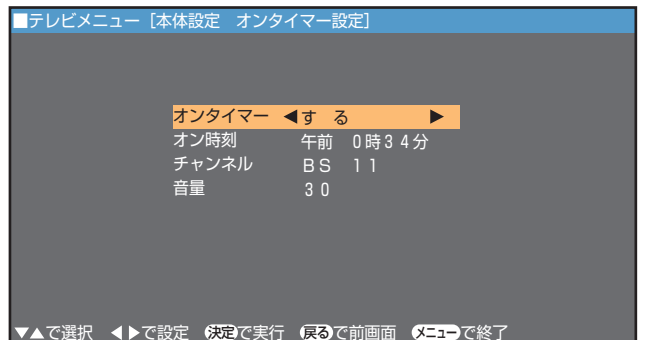 ■テレビメニュー [本体設定 オンタイマー設定]
オンタイマー ◀する ▶
オン時刻 午前 0時34分
チャンネル BS 11
音量 30
▼▲で選択 ◀▶で設定 決定で実行 戻るで前画面 メニューで終了